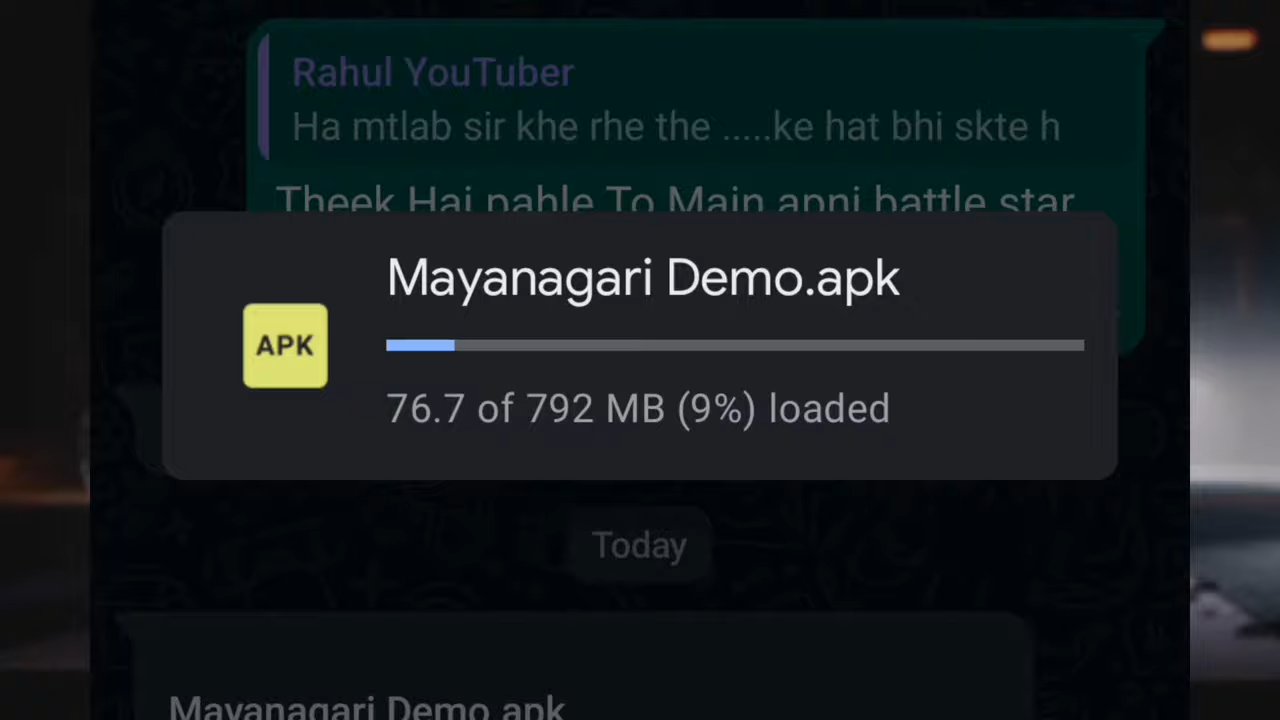 Rahul YouTuber
Ha mtlab sir khe rhe the .....ke hat bhi skte h
Theek Hai pahle To Main apni battle star
Mayanagari Demo.apk
APK
76.7 of 792 MB (9%) loaded
Today
Mayanagari Demo.apk